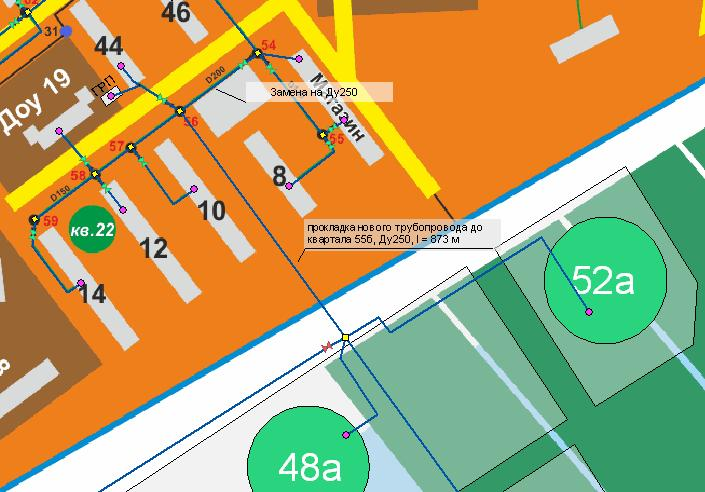 62
31
46
44
ГРП
Доу 19
54
D200
Замена на Ду250
Магазин
56
55
57
58
D150
8
10
59
кв.22
12
14
прокладка нового трубопровода до
квартала 55б, Ду250, l = 873 м
52а
48а